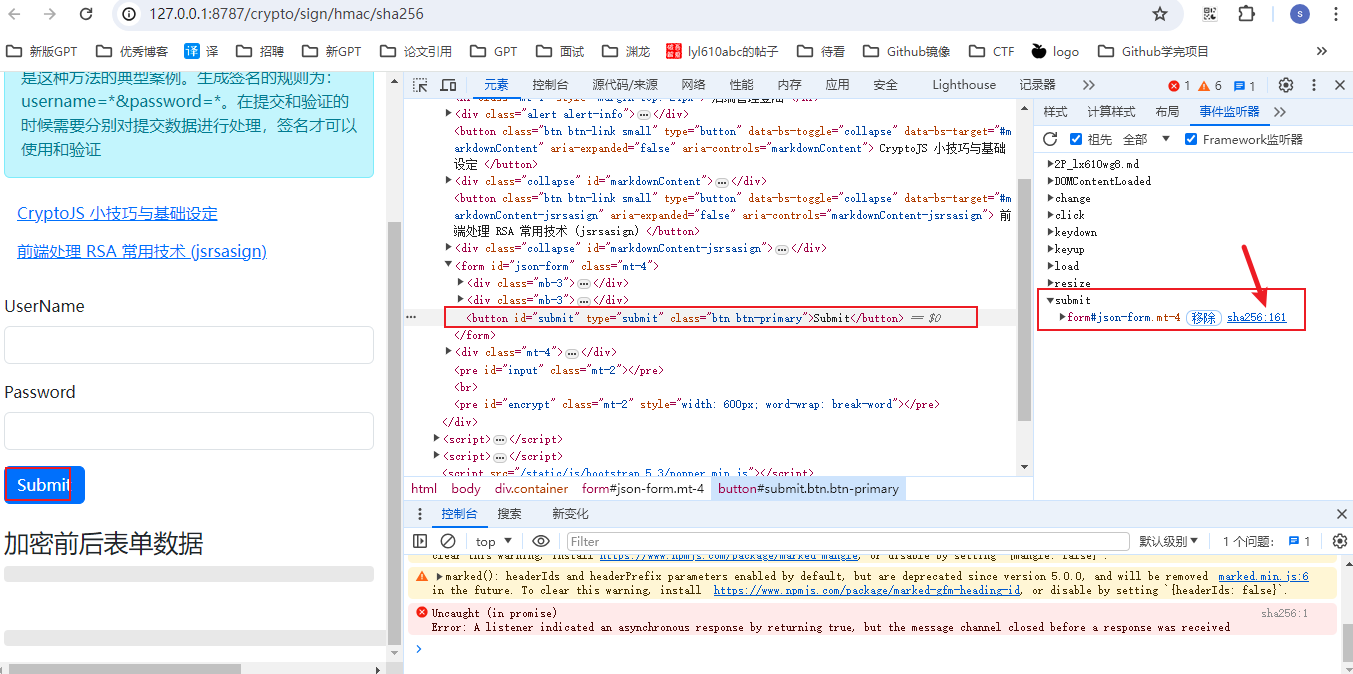 127.0.0.1:8787/crypto/sign/hmac/sha256
S
新版GPT 优秀博客 译 译 招聘 新GPT 论文引用 GPT 面试 渊龙 lyl610abc的帖子 待看 Github镜像 CTF logo Github学完项目 »
是这种方法的典型案例。生成签名的规则为：
username=*&password=*。在提交和验证的
时候需要分别对提交数据进行处理，签名才可以
使用和验证
CryptoJS 小技巧与基础设定
前端处理 RSA 常用技术 (jsrsasign)
UserName
Password
Submit
加密前后表单数据
元素 控制台 源代码/来源 网络 性能 内存 应用 安全 Lighthouse 记录器 » 1 6 1
<div class="alert alert-info">…</div>
<button class="btn btn-link small" type="button" data-bs-toggle="collapse" data-bs-target="#m
arkdownContent" aria-expanded="false" aria-controls="markdownContent"> CryptoJS 小技巧与基础
设定 </button>
<div class="collapse" id="markdownContent">…</div>
<button class="btn btn-link small" type="button" data-bs-toggle="collapse" data-bs-target="#m
arkdownContent-jsrsasign" aria-expanded="false" aria-controls="markdownContent-jsrsasign"> 前
端处理 RSA 常用技术 (jsrsasign) </button>
<div class="collapse" id="markdownContent-jsrsasign">…</div>
<form id="json-form" class="mt-4">
<div class="mb-3">…</div>
<div class="mb-3">…</div>
<button id="submit" type="submit" class="btn btn-primary">Submit</button> == $0
</form>
<div class="mt-4">…</div>
<pre id="input" class="mt-2"></pre>
<br>
<pre id="encrypt" class="mt-2" style="width: 600px; word-wrap: break-word"></pre>
</div>
<script>…</script>
<script>…</script>
<script src="/static/js/bootstrap_5_3/popper.min.js"></script>
html body div.container form#json-form.mt-4 button#submit.btn.btn-primary
样式 计算样式 布局 事件监听器 »
祖先 全部 Framework监听器
2P_lx610wg8.md
DOMContentLoaded
change
click
keydown
keyup
load
resize
submit
form#json-form.mt-4 移除 sha256:161
控制台 搜索 新变化
top Filter 默认级别 1 个问题: 1
clear this warning, install https://www.npmjs.com/package/marked-mangle, or disable by setting `{mangle: false}`.
marked(): headerIds and headerPrefix parameters enabled by default, but are deprecated since version 5.0.0, and will be removed marked.min.js:6
in the future. To clear this warning, install https://www.npmjs.com/package/marked-gfm-heading-id, or disable by setting `{headerIds: false}`.
Uncaught (in promise) sha256:1
Error: A listener indicated an asynchronous response by returning true, but the message channel closed before a response was received